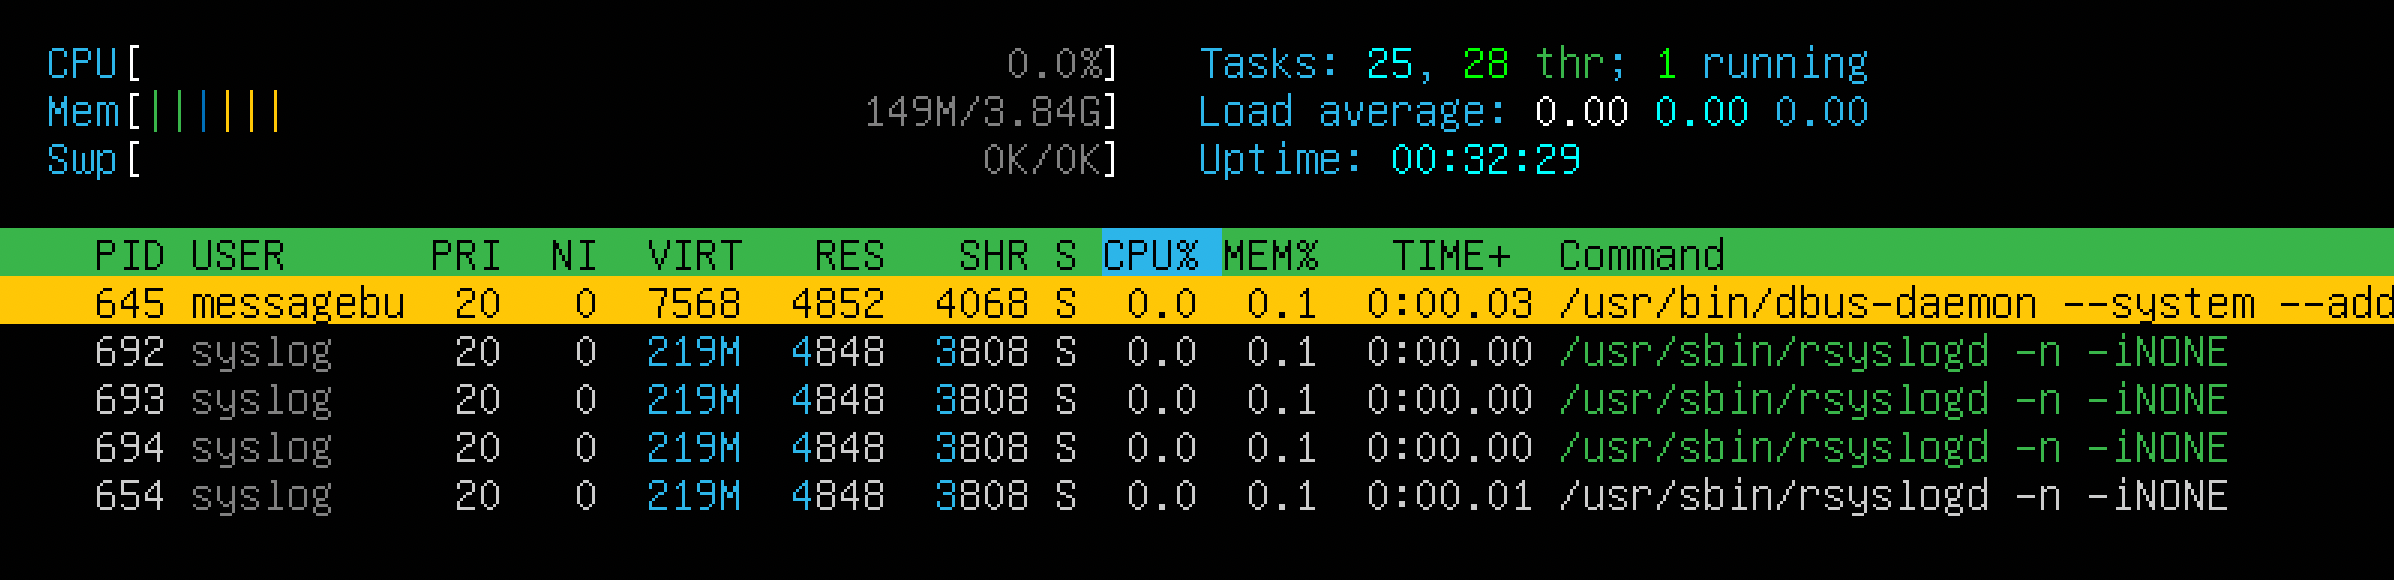 CPU[ 0.0%] Tasks: 25, 28 thr; 1 running
Mem[|||||| 149M/3.84G] Load average: 0.00 0.00 0.00
Swp[ 0K/0K] Uptime: 00:32:29
PID USER PRI NI VIRT RES SHR S CPU% MEM% TIME+ Command
645 messagebu 20 0 7568 4852 4068 S 0.0 0.1 0:00.03 /usr/bin/dbus-daemon --system --add
692 syslog 20 0 219M 4848 3808 S 0.0 0.1 0:00.00 /usr/sbin/rsyslogd -n -iNONE
693 syslog 20 0 219M 4848 3808 S 0.0 0.1 0:00.00 /usr/sbin/rsyslogd -n -iNONE
694 syslog 20 0 219M 4848 3808 S 0.0 0.1 0:00.00 /usr/sbin/rsyslogd -n -iNONE
654 syslog 20 0 219M 4848 3808 S 0.0 0.1 0:00.01 /usr/sbin/rsyslogd -n -iNONE